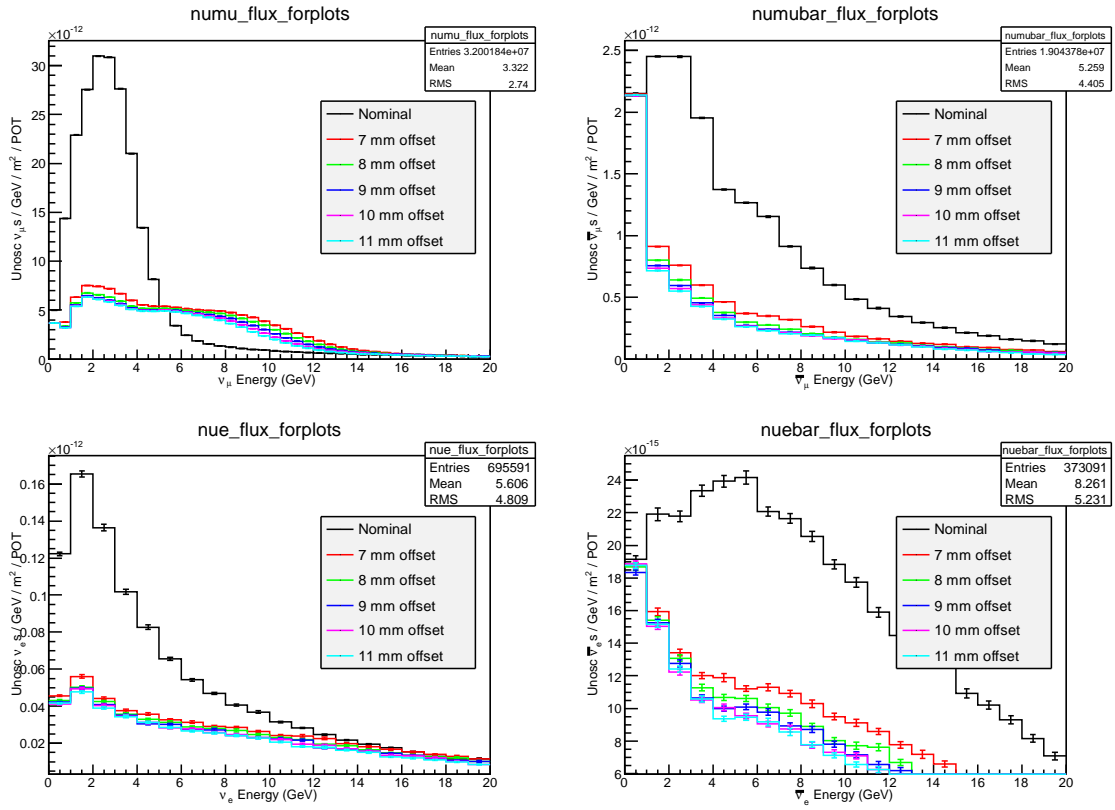 numu_flux_forplots
×10⁻¹²
numu_flux_forplots
Entries 3.200184e+07
Mean 3.322
RMS 2.74
Nominal
7 mm offset
8 mm offset
9 mm offset
10 mm offset
11 mm offset
Unosc ν_μ s / GeV / m² / POT
30
25
20
15
10
5
0
0 2 4 6 8 10 12 14 16 18 20
ν_μ Energy (GeV)
numubar_flux_forplots
×10⁻¹²
numubar_flux_forplots
Entries 1.904378e+07
Mean 5.259
RMS 4.405
Nominal
7 mm offset
8 mm offset
9 mm offset
10 mm offset
11 mm offset
Unosc ν̅_μ s / GeV / m² / POT
2.5
2
1.5
1
0.5
0
0 2 4 6 8 10 12 14 16 18 20
ν̅_μ Energy (GeV)
nue_flux_forplots
×10⁻¹²
nue_flux_forplots
Entries 695591
Mean 5.606
RMS 4.809
Nominal
7 mm offset
8 mm offset
9 mm offset
10 mm offset
11 mm offset
Unosc ν_e s / GeV / m² / POT
0.16
0.14
0.12
0.1
0.08
0.06
0.04
0.02
0 2 4 6 8 10 12 14 16 18 20
ν_e Energy (GeV)
nuebar_flux_forplots
×10⁻¹⁵
nuebar_flux_forplots
Entries 373091
Mean 8.261
RMS 5.231
Nominal
7 mm offset
8 mm offset
9 mm offset
10 mm offset
11 mm offset
Unosc ν̅_e s / GeV / m² / POT
24
22
20
18
16
14
12
10
8
6
0 2 4 6 8 10 12 14 16 18 20
ν̅_e Energy (GeV)